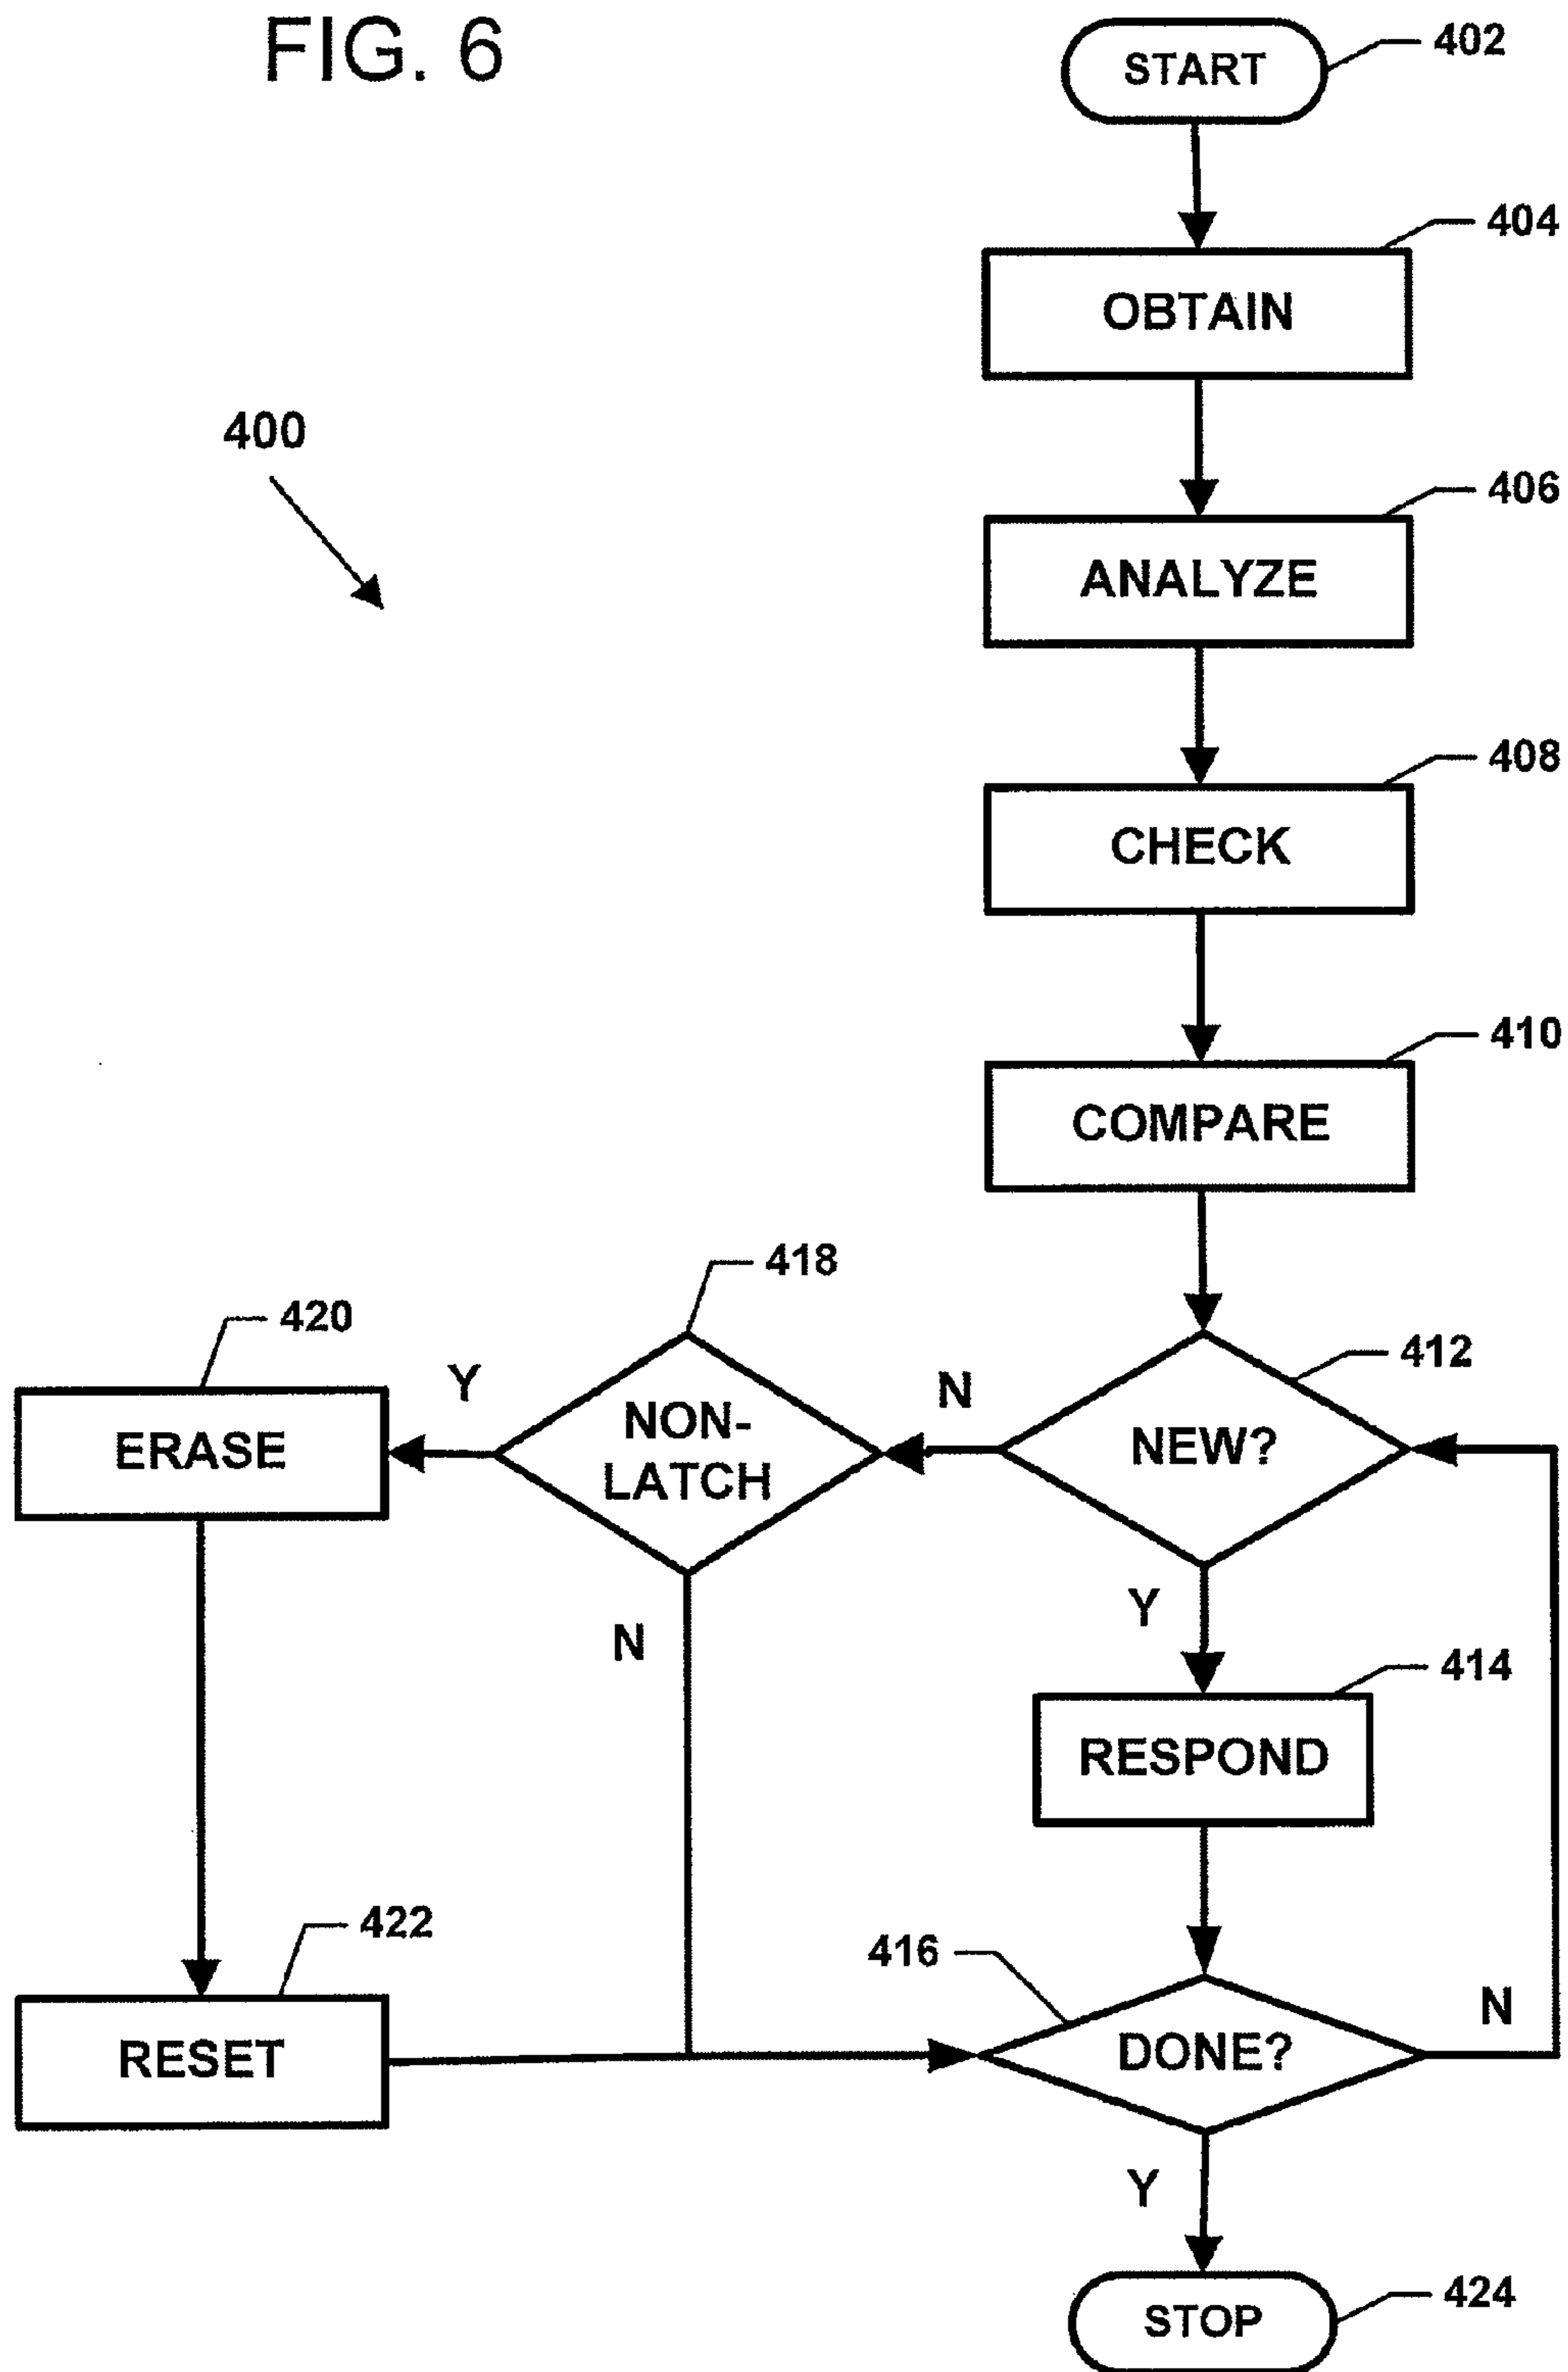 FIG. 6
START
402
404
OBTAIN
400
406
ANALYZE
408
CHECK
410
COMPARE
418
420
412
Y
N
NON-
LATCH
NEW?
ERASE
Y
N
414
RESPOND
422
416
N
RESET
DONE?
Y
424
STOP